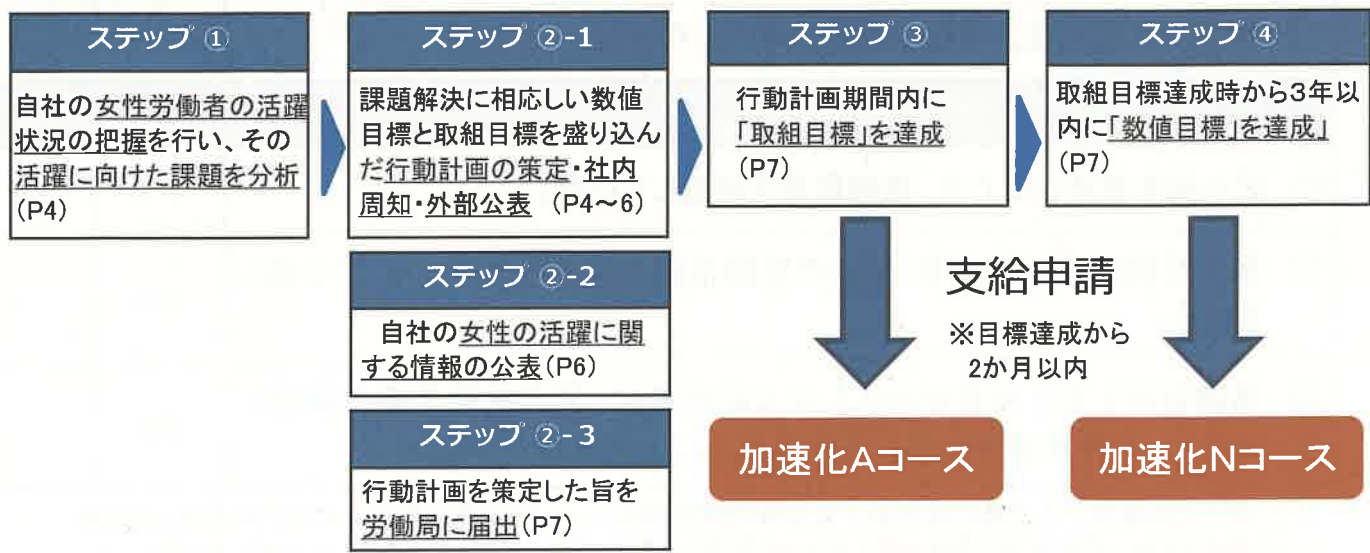 ステップ ①
自社の女性労働者の活躍
状況の把握を行い、その
活躍に向けた課題を分析
(P4)
ステップ ②-1
課題解決に相応しい数値
目標と取組目標を盛り込ん
だ行動計画の策定・社内
周知・外部公表 (P4～6)
ステップ ②-2
自社の女性の活躍に関
する情報の公表(P6)
ステップ ②-3
行動計画を策定した旨を
労働局に届出(P7)
ステップ ③
行動計画期間内に
「取組目標」を達成
(P7)
ステップ ④
取組目標達成時から3年以
内に「数値目標」を達成」
(P7)
支給申請
※目標達成から
2か月以内
加速化Aコース
加速化Nコース